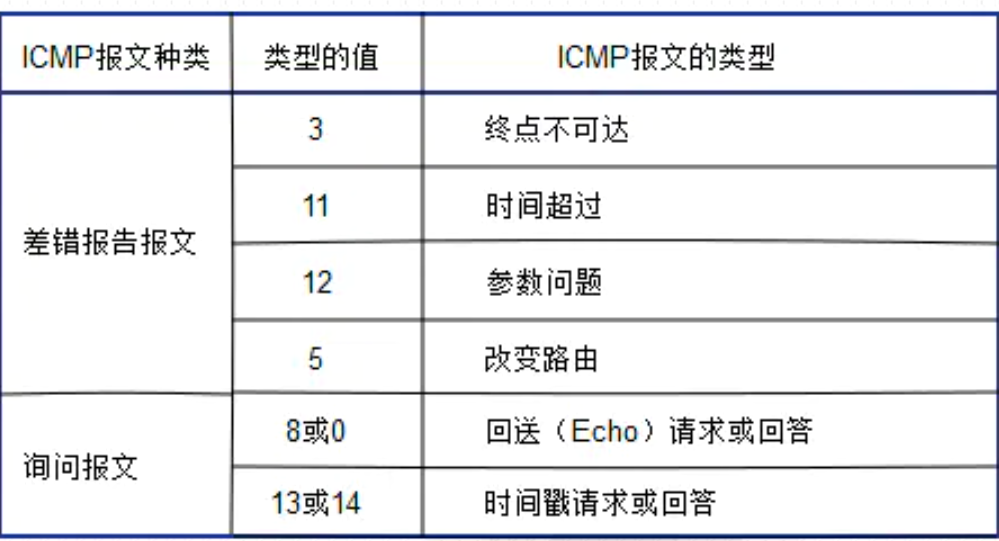 ICMP报文种类 类型的值 ICMP报文的类型
3 终点不可达
11 时间超过
差错报告报文
12 参数问题
5 改变路由
8或0 回送（Echo）请求或回答
询问报文
13或14 时间戳请求或回答